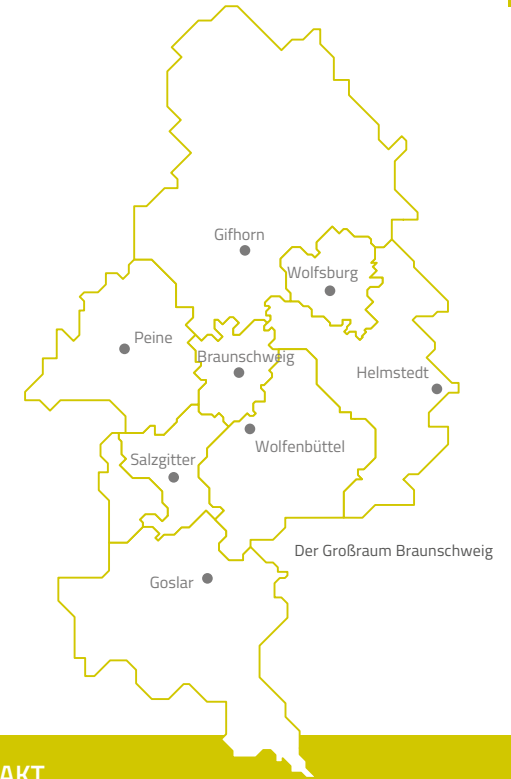 Gifhorn
Wolfsburg
Peine
Braunschweig
Helmstedt
Wolfenbüttel
Salzgitter
Der Großraum Braunschweig
Goslar
AKT